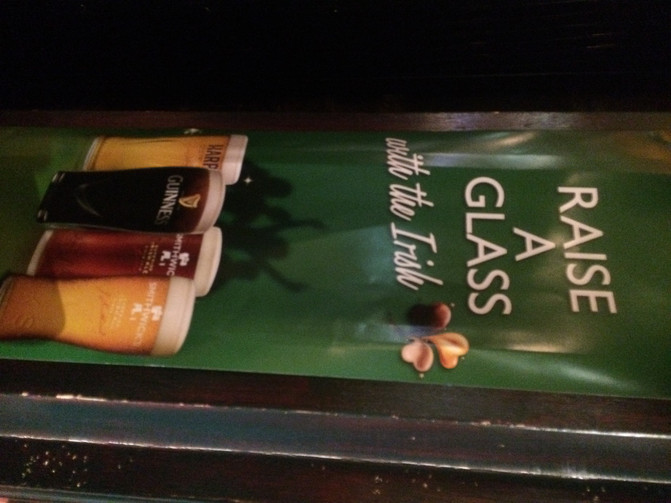 RAISE
A
GLASS
with the Irish
HARP
GUINNESS
SMITHWICK'S
SMITHWICK'S